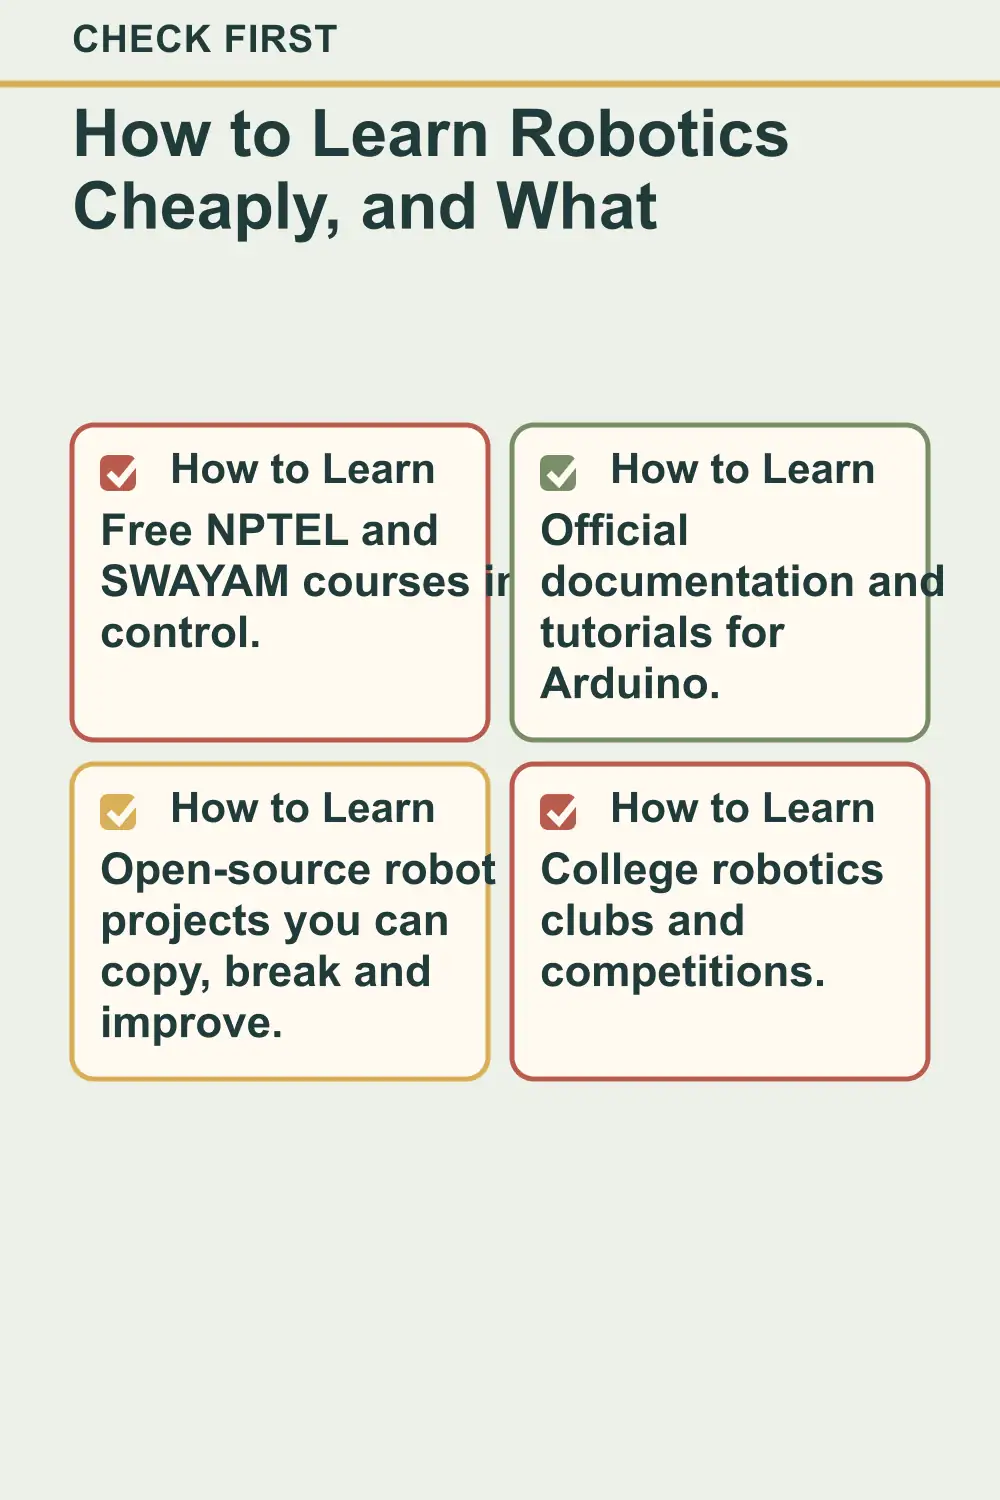 CHECK FIRST
How to Learn Robotics
Cheaply, and What
How to Learn
Free NPTEL and
SWAYAM courses in
control.
How to Learn
Official
documentation and
tutorials for
Arduino.
How to Learn
Open-source robot
projects you can
copy, break and
improve.
How to Learn
College robotics
clubs and
competitions.